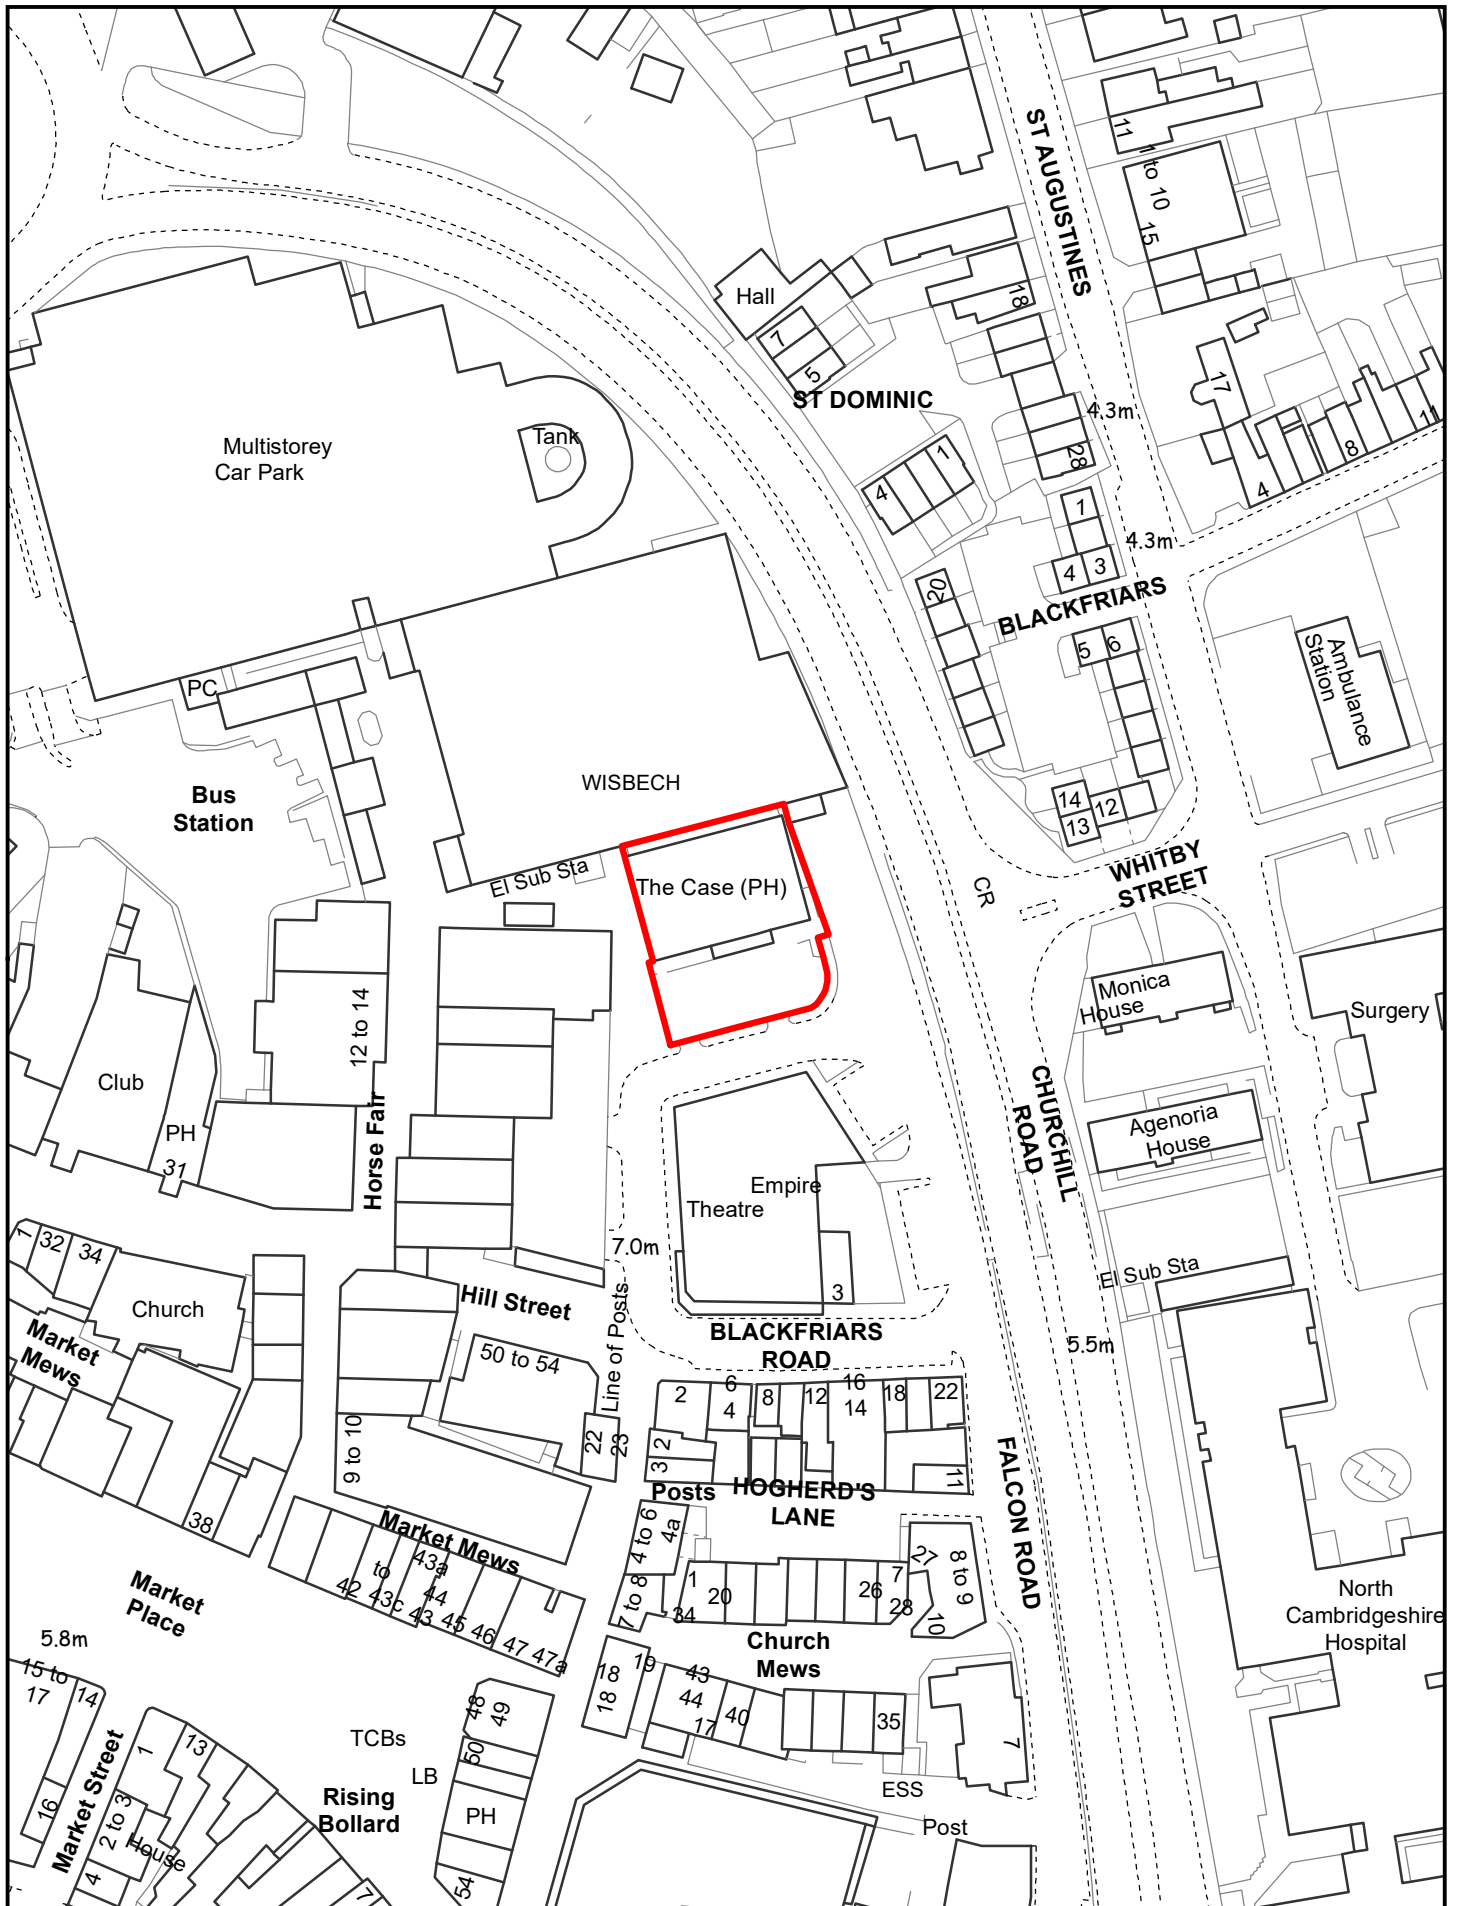 ST AUGUSTINES
11
1 to 10
15
Hall
7
5
18
ST DOMINIC
17
4.3m
11
8
4
28
Multistorey
Car Park
Tank
1
4
1
4.3m
4
3
20
BLACKFRIARS
5
6
Ambulance
Station
PC
WISBECH
Bus
Station
14
12
13
WHITBY
STREET
El Sub Sta
The Case (PH)
CR
Monica
House
Surgery
12 to 14
Club
CHURCHILL
ROAD
Agenoria
House
PH
31
Horse Fair
Empire
Theatre
1
32
34
7.0m
El Sub Sta
3
Church
Hill Street
Line of Posts
BLACKFRIARS
ROAD
Market
Mews
50 to 54
5.5m
2
6
4
8
12
16
14
18
22
9 to 10
22
23
2
3
11
Posts
HOGHERD'S
LANE
FALCON ROAD
38
Market Mews
4 to 6
4a
27
8 to 9
42
to
43c
43a
44
43
45
46
47
47a
7 to 8
1
34
20
26
7
28
10
Market
Place
North
Cambridgeshire
Hospital
5.8m
Church
Mews
15 to
17
14
18
18
19
43
44
17
40
35
7
48
49
50
TCBs
LB
1
13
Market Street
16
2 to 3
House
4
Rising
Bollard
PH
ESS
Post
54
7